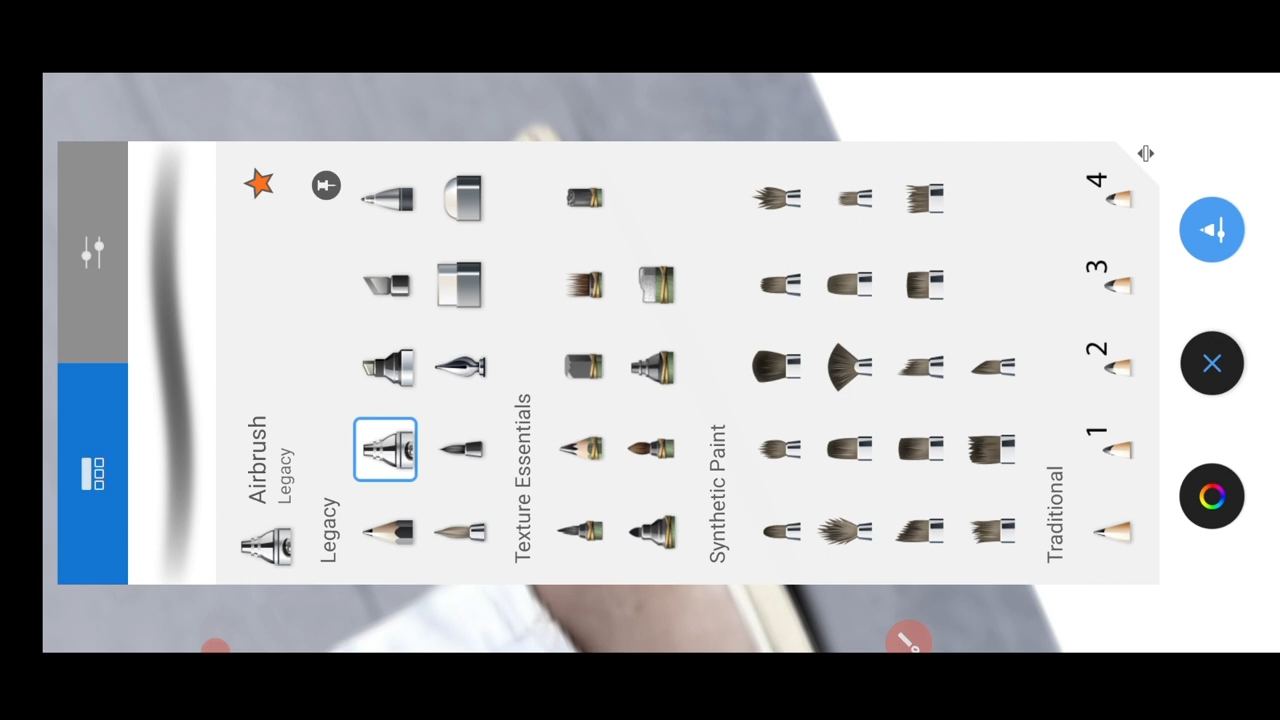 Airbrush
Legacy
Legacy
Texture Essentials
Synthetic Paint
Traditional
1 2 3 4